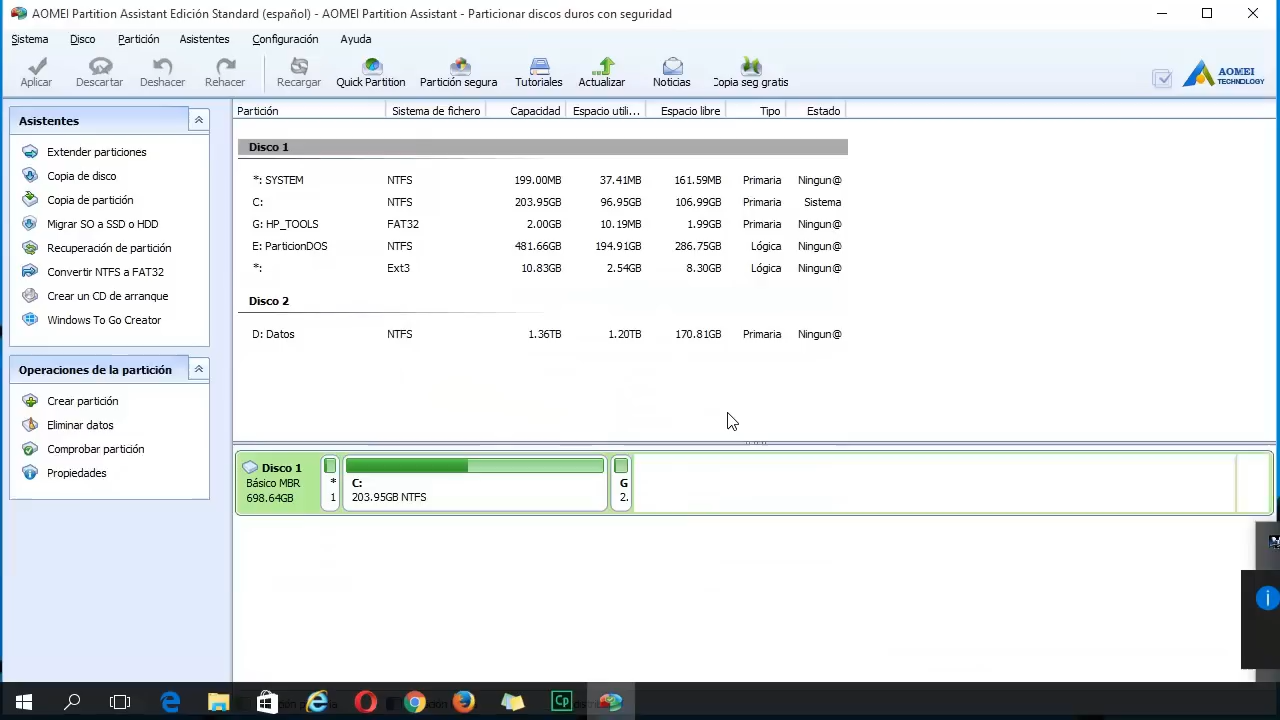 AOMEI Partition Assistant Edición Standard (español) - AOMEI Partition Assistant - Particionar discos duros con seguridad
Sistema Disco Partición Asistentes Configuración Ayuda
Aplicar Descartar Deshacer Rehacer Recargar Quick Partition Partición segura Tutoriales Actualizar Noticias Copia seg gratis
AOMEI
TECHNOLOGY
Asistentes
Extender particiones
Copia de disco
Copia de partición
Migrar SO a SSD o HDD
Recuperación de partición
Convertir NTFS a FAT32
Crear un CD de arranque
Windows To Go Creator
Operaciones de la partición
Crear partición
Eliminar datos
Comprobar partición
Propiedades
Partición Sistema de fichero Capacidad Espacio utili... Espacio libre Tipo Estado
Disco 1
*: SYSTEM NTFS 199.00MB 37.41MB 161.59MB Primaria Ningun@
C: NTFS 203.95GB 96.95GB 106.99GB Primaria Sistema
G: HP_TOOLS FAT32 2.00GB 10.19MB 1.99GB Primaria Ningun@
E: ParticionDOS NTFS 481.66GB 194.91GB 286.75GB Lógica Ningun@
*: Ext3 10.83GB 2.54GB 8.30GB Lógica Ningun@
Disco 2
D: Datos NTFS 1.36TB 1.20TB 170.81GB Primaria Ningun@
Disco 1
Básico MBR
698.64GB
*
1
C:
203.95GB NTFS
G
2.
Cp